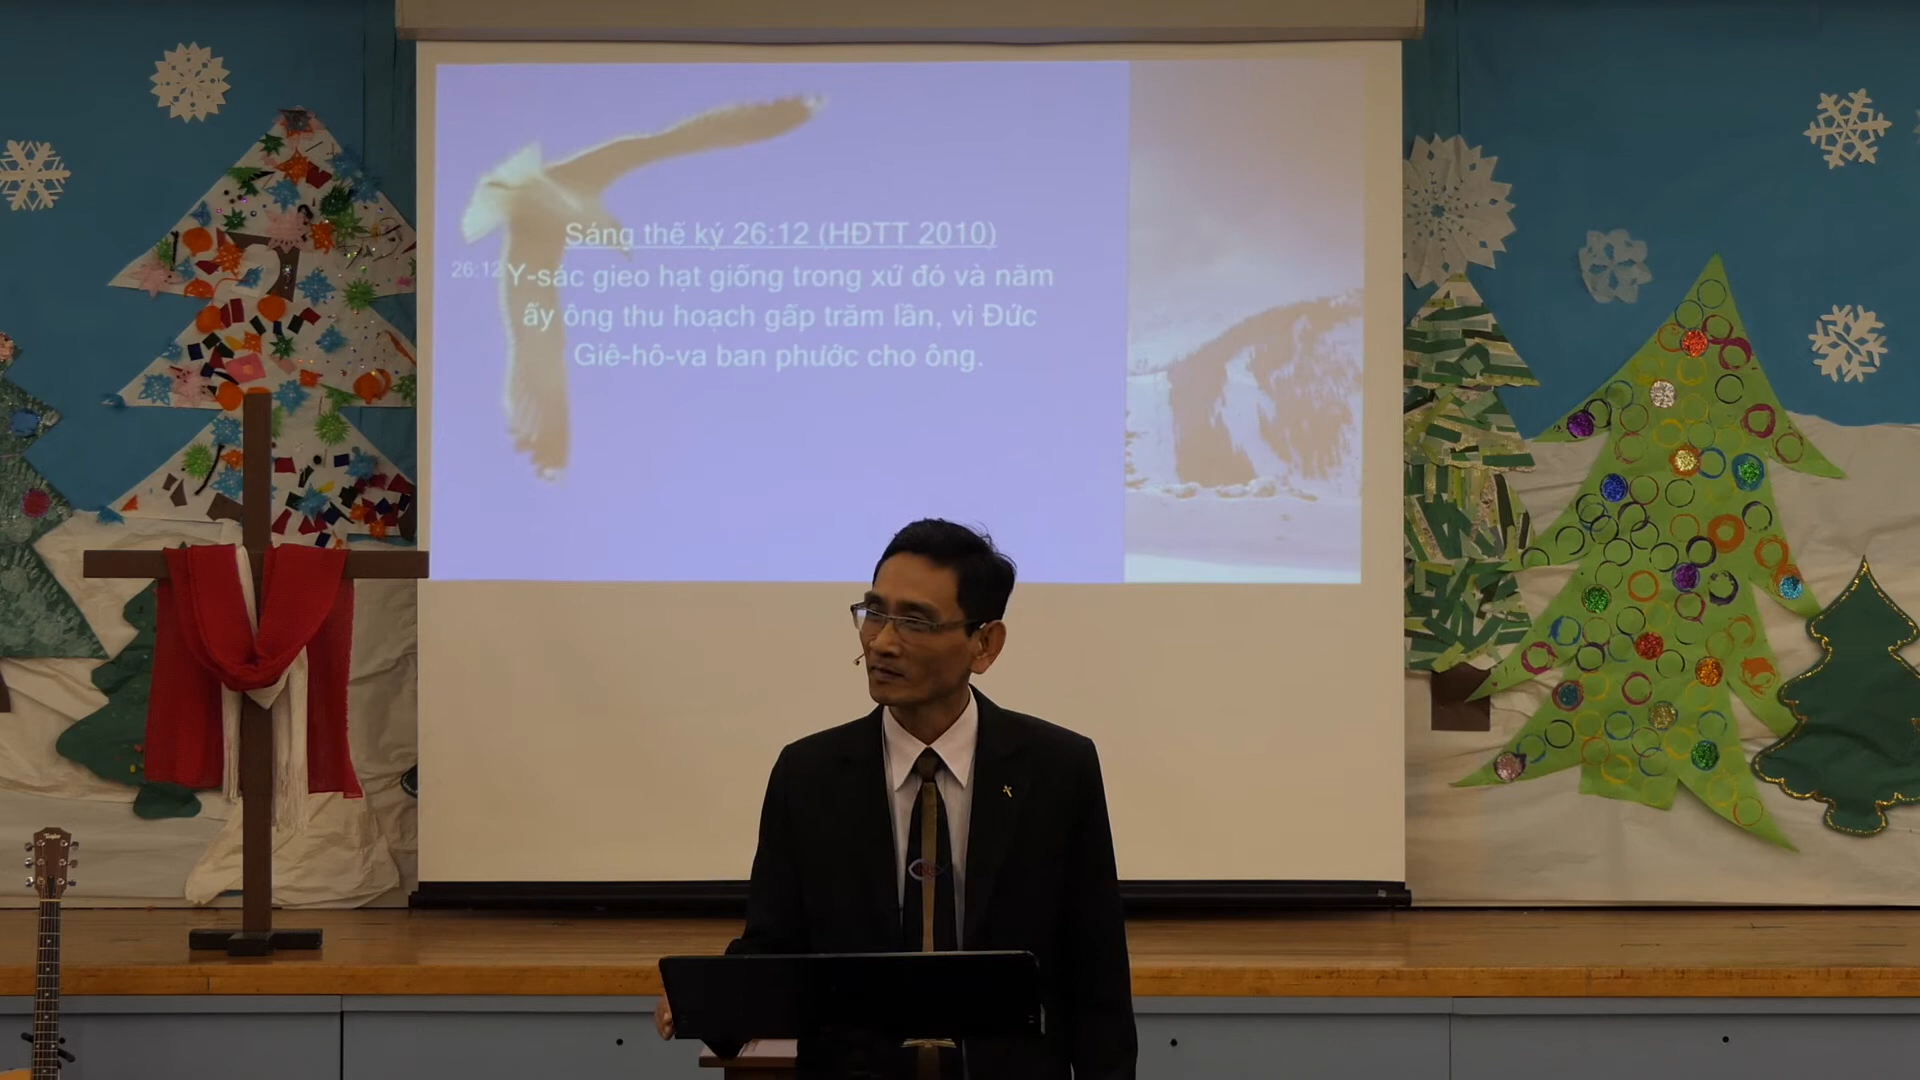 Sáng thế ký 26:12 (HĐTT 2010)
26:12 Y-sác gieo hạt giống trong xứ đó và năm
ấy ông thu hoạch gấp trăm lần, vì Đức
Giê-hô-va ban phước cho ông.
Taylor